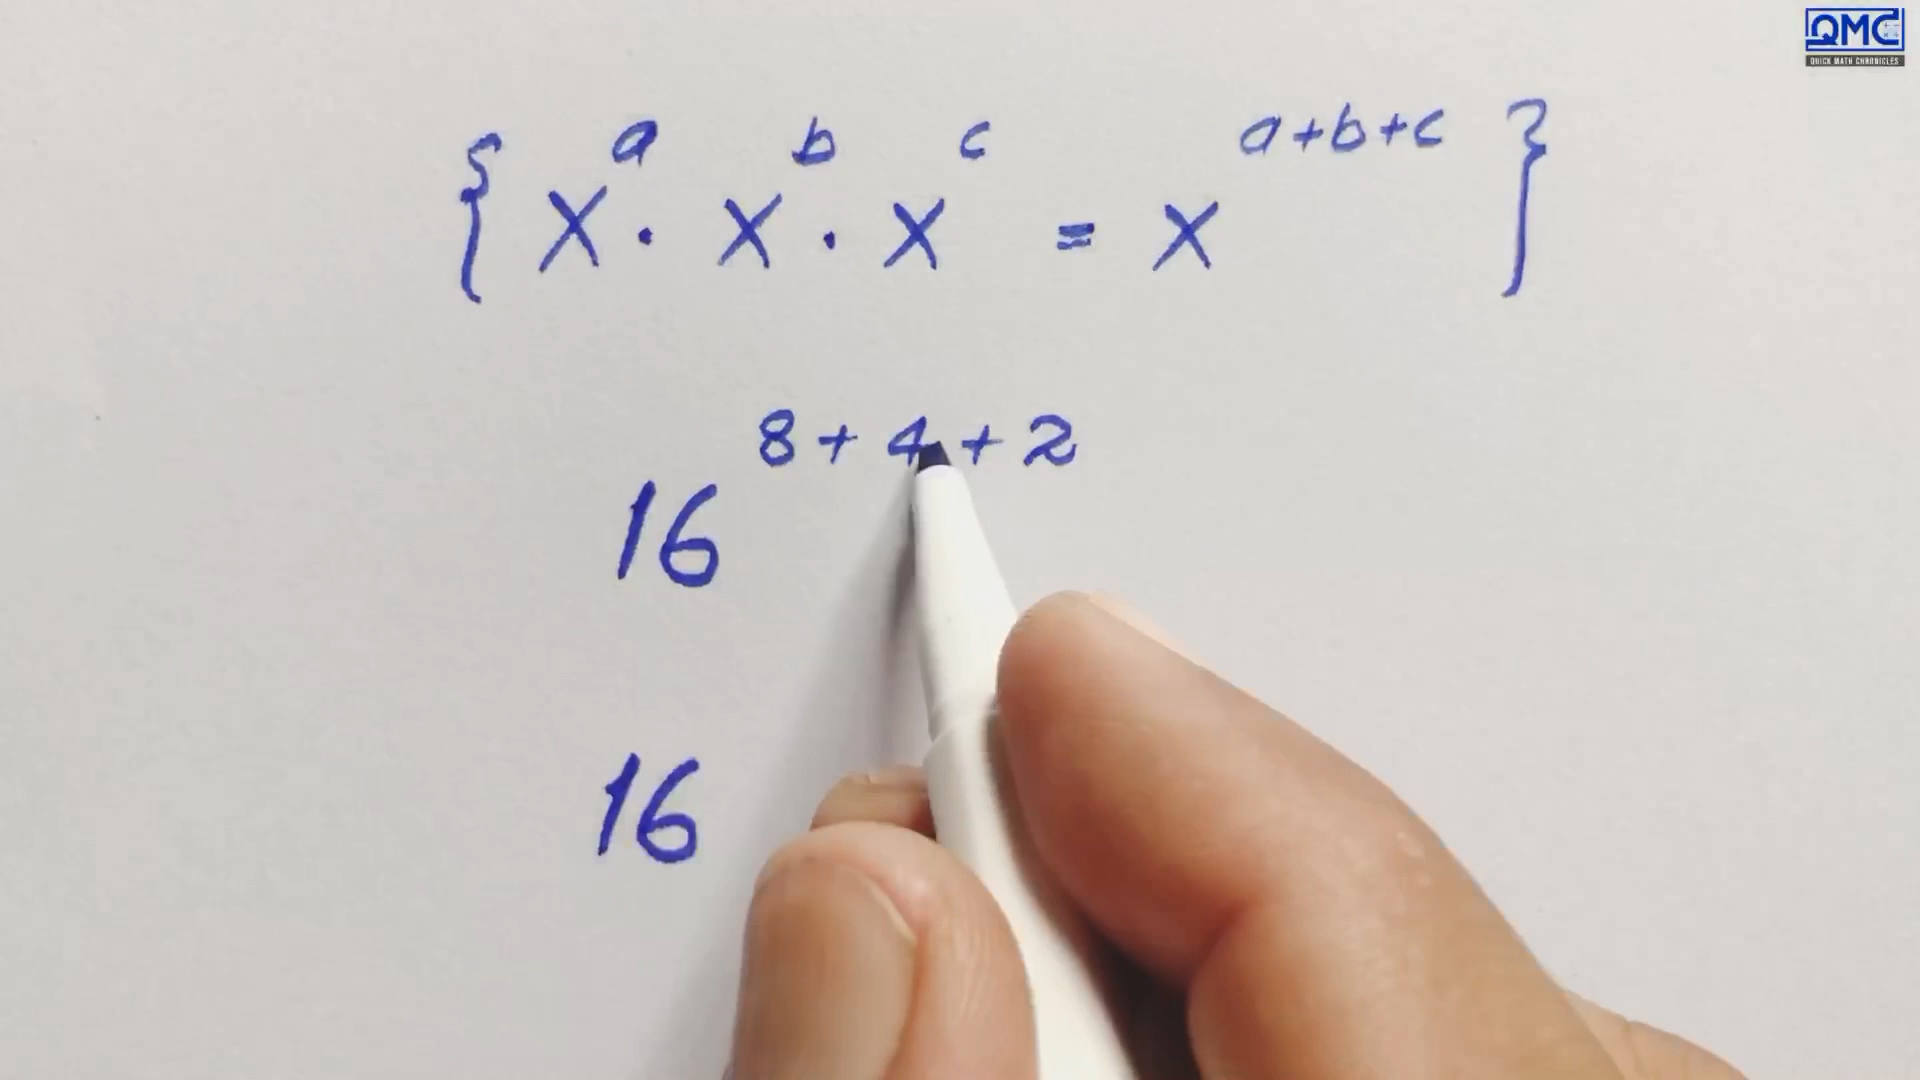 QMC
QUICK MATH CHRONICLES
{ x^a · x^b · x^c = x^(a+b+c) }
16^(8+4+2)
16